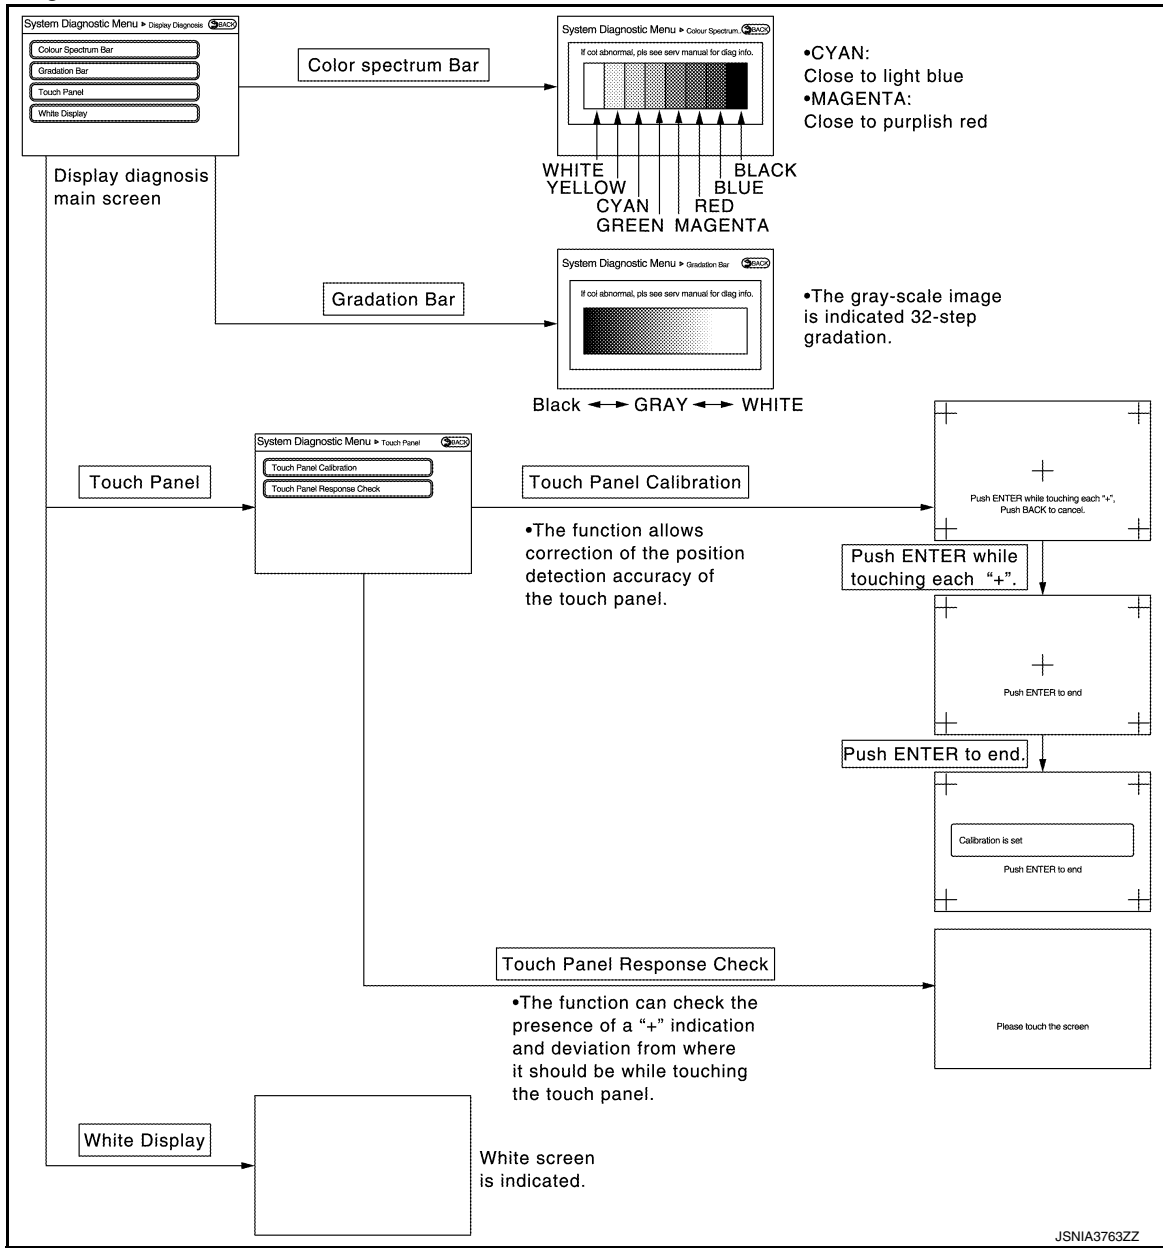 System Diagnostic Menu ▶ Display Diagnosis BACK
Colour Spectrum Bar
Gradation Bar
Touch Panel
White Display
Display diagnosis
main screen
Color spectrum Bar
System Diagnostic Menu ▶ Colour Spectrum. BACK
If col abnormal, pls see serv manual for diag info.
WHITE
YELLOW
CYAN
GREEN
MAGENTA
RED
BLUE
BLACK
•CYAN:
Close to light blue
•MAGENTA:
Close to purplish red
Gradation Bar
System Diagnostic Menu ▶ Gradation Bar BACK
If col abnormal, pls see serv manual for diag info.
Black GRAY WHITE
•The gray-scale image
is indicated 32-step
gradation.
Touch Panel
System Diagnostic Menu ▶ Touch Panel BACK
Touch Panel Calibration
Touch Panel Response Check
Touch Panel Calibration
•The function allows
correction of the position
detection accuracy of
the touch panel.
Push ENTER while touching each "+",
Push BACK to cancel.
Push ENTER while
touching each "+".
Push ENTER to end
Push ENTER to end.
Calibration is set
Push ENTER to end
Touch Panel Response Check
•The function can check the
presence of a "+" indication
and deviation from where
it should be while touching
the touch panel.
Please touch the screen
White Display
White screen
is indicated.
JSNIA3763ZZ